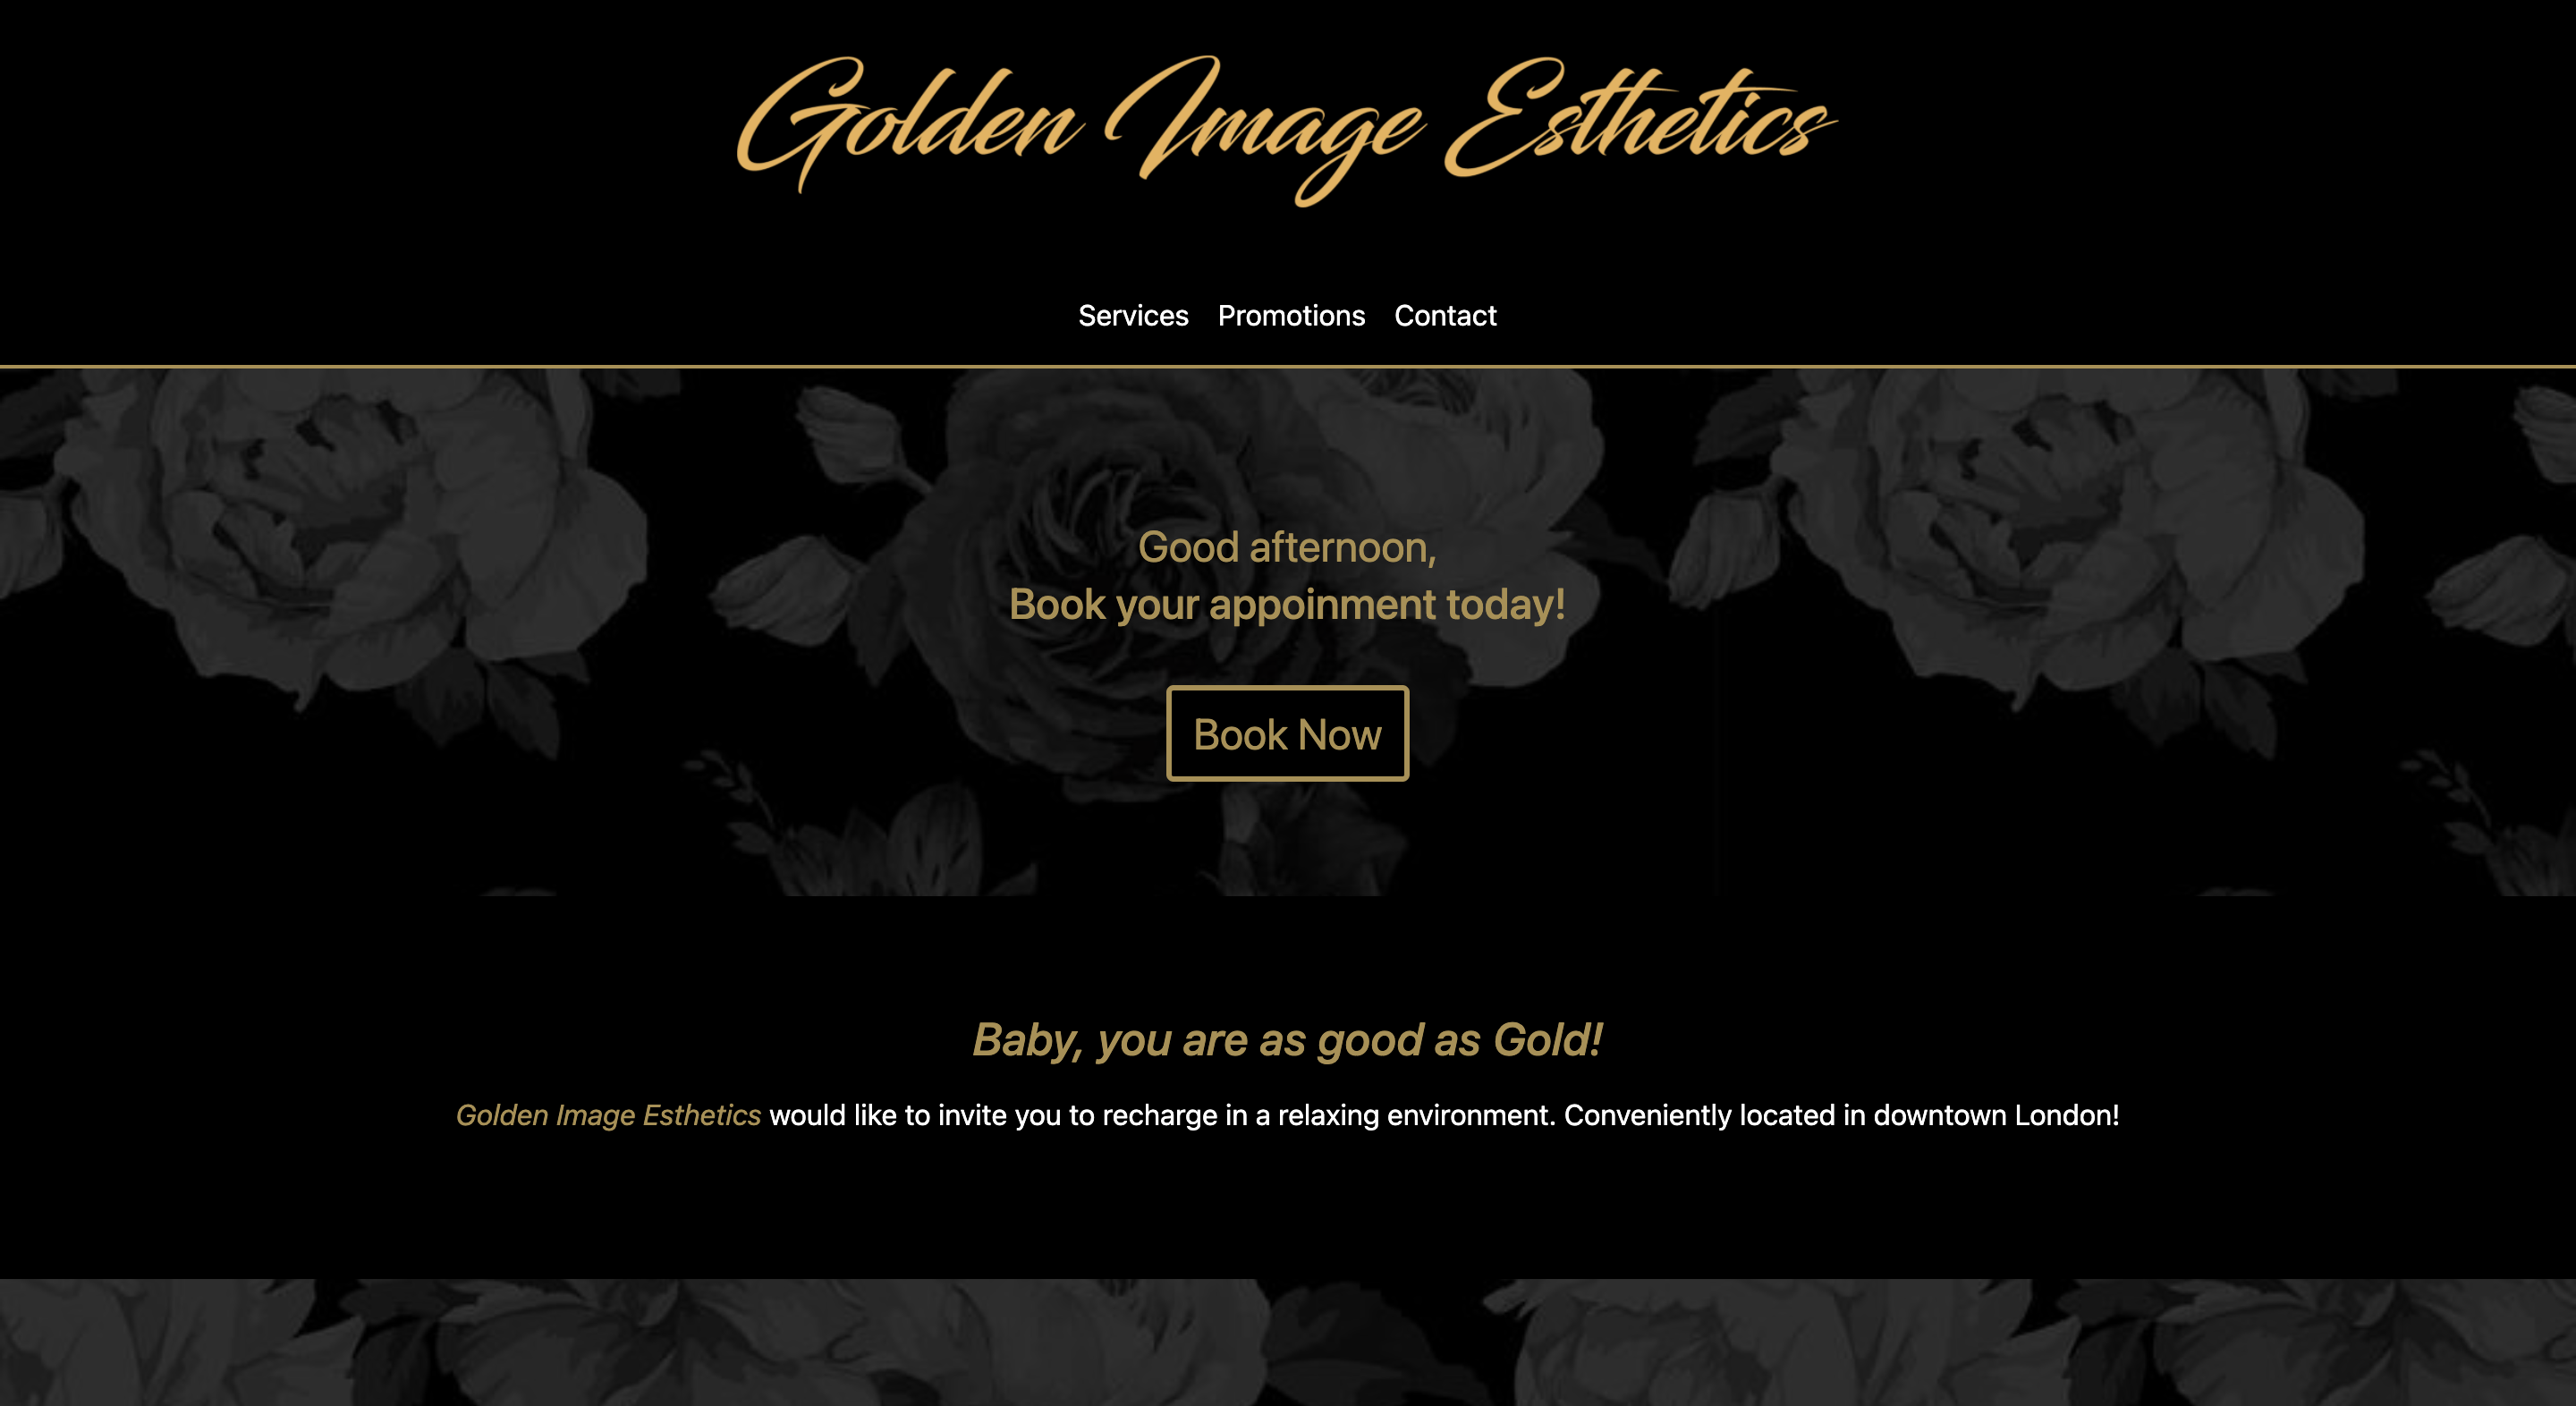 Golden Image Esthetics
Services Promotions Contact
Good afternoon,
Book your appoinment today!
Book Now
Baby, you are as good as Gold!
Golden Image Esthetics would like to invite you to recharge in a relaxing environment. Conveniently located in downtown London!